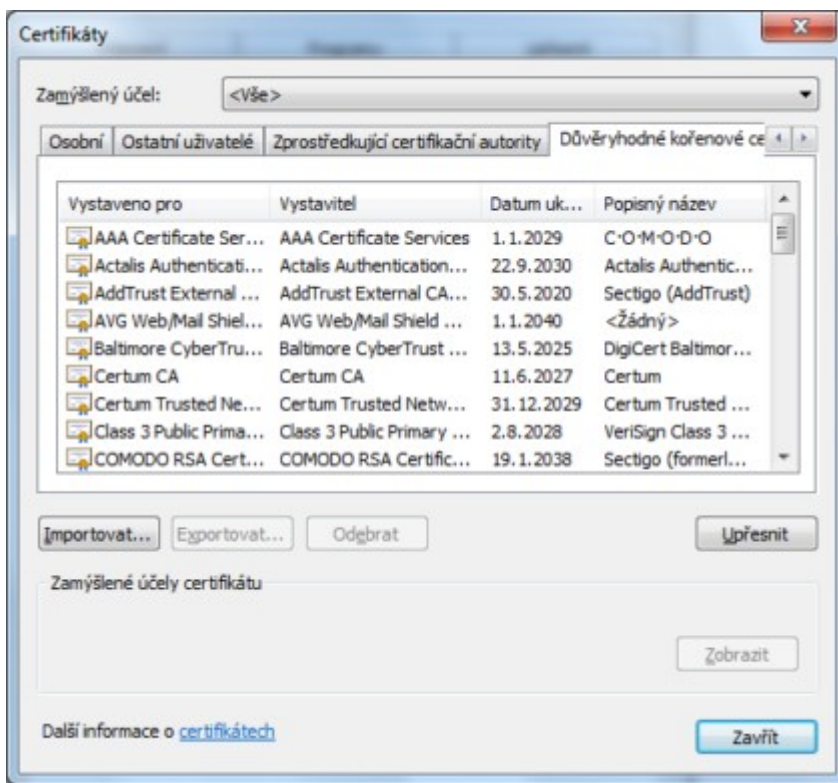 Certifikáty
Zamýšlený účel: <Vše>
Osobní Ostatní uživatelé Zprostředkující certifikační autority Důvěryhodné kořenové ce
Vystaveno pro Vystavitel Datum uk... Popisný název
AAA Certificate Ser... AAA Certificate Services 1.1.2029 C·O·M·O·D·O
Actalis Authenticati... Actalis Authentication... 22.9.2030 Actalis Authentic...
AddTrust External ... AddTrust External CA... 30.5.2020 Sectigo (AddTrust)
AVG Web/Mail Shiel... AVG Web/Mail Shield ... 1.1.2040 <Žádný>
Baltimore CyberTru... Baltimore CyberTrust ... 13.5.2025 DigiCert Baltimor...
Certum CA Certum CA 11.6.2027 Certum
Certum Trusted Ne... Certum Trusted Netw... 31.12.2029 Certum Trusted ...
Class 3 Public Prima... Class 3 Public Primary ... 2.8.2028 VeriSign Class 3 ...
COMODO RSA Cert... COMODO RSA Certific... 19.1.2038 Sectigo (formerl...
Importovat... Exportovat... Odebrat Upřesnit
Zamýšlené účely certifikátu
Zobrazit
Další informace o certifikátech
Zavřít